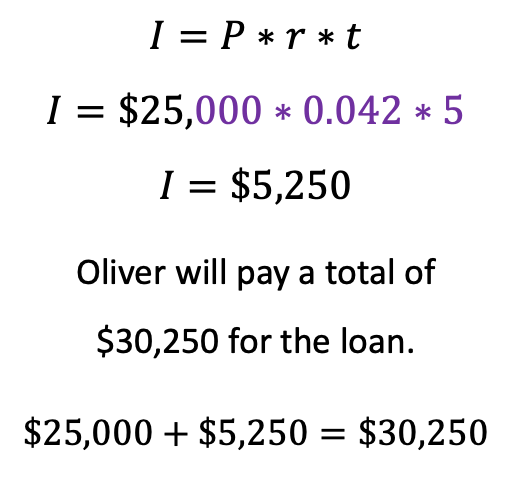 I = P * r * t
I = $25,000 * 0.042 * 5
I = $5,250
Oliver will pay a total of
$30,250 for the loan.
$25,000 + $5,250 = $30,250